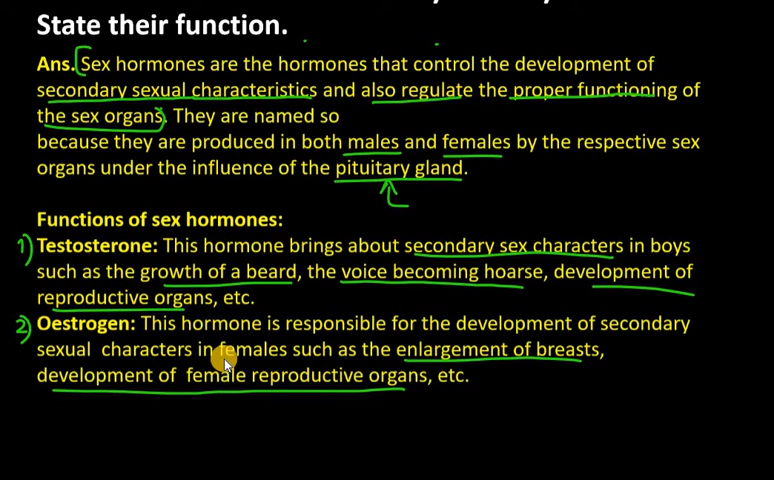 State their function.
Ans. Sex hormones are the hormones that control the development of
secondary sexual characteristics and also regulate the proper functioning of
the sex organs. They are named so
because they are produced in both males and females by the respective sex
organs under the influence of the pituitary gland.
Functions of sex hormones:
1) Testosterone: This hormone brings about secondary sex characters in boys
such as the growth of a beard, the voice becoming hoarse, development of
reproductive organs, etc.
2) Oestrogen: This hormone is responsible for the development of secondary
sexual characters in females such as the enlargement of breasts,
development of female reproductive organs, etc.